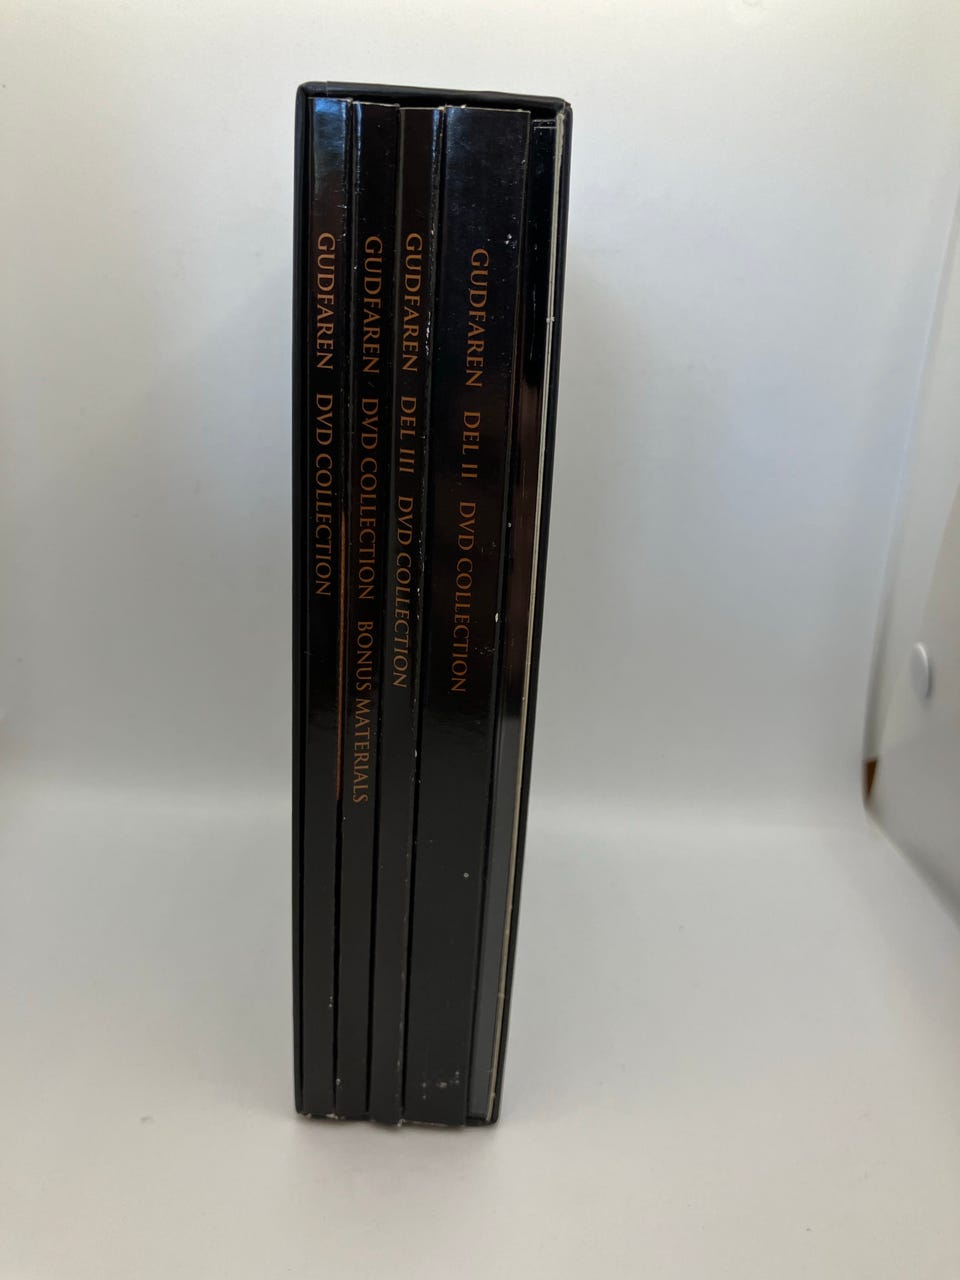 GUDFAREN DVD COLLECTION
GUDFAREN DVD COLLECTION BONUS MATERIALS
GUDFAREN DEL III DVD COLLECTION
GUDFAREN DEL II DVD COLLECTION